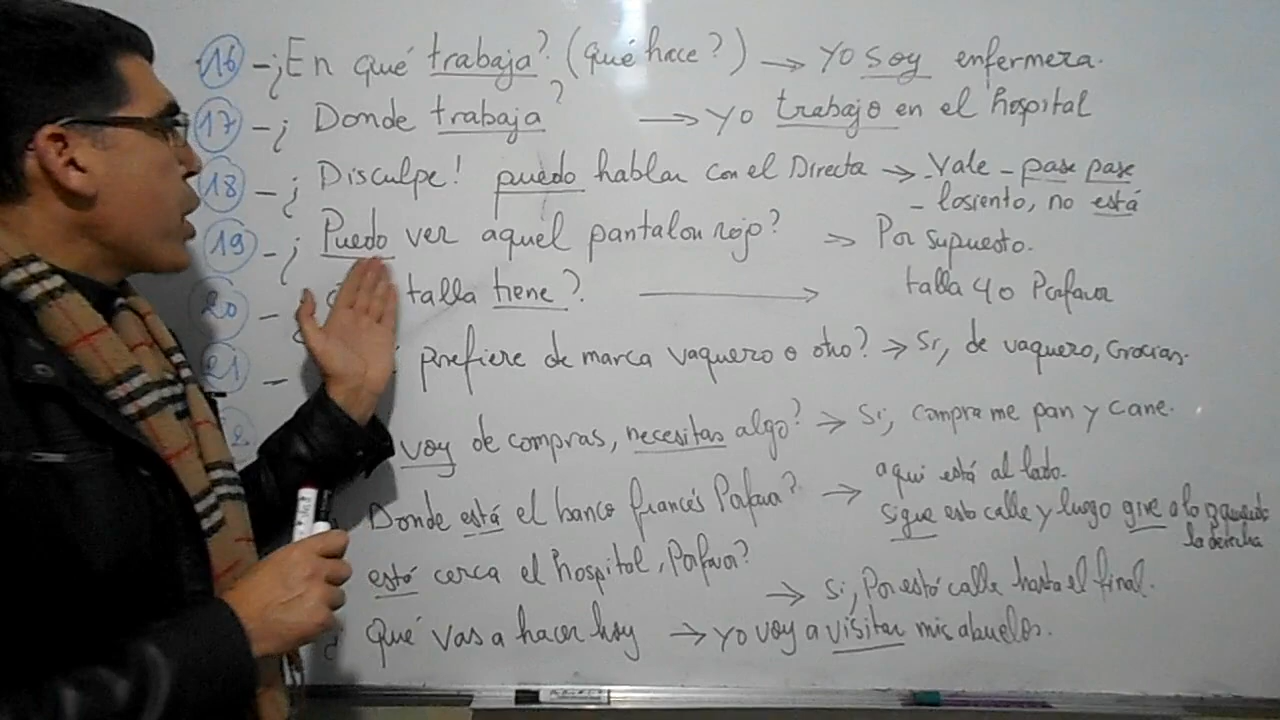 16 - ¿En qué trabaja? (qué hace?) → Yo soy enfermera.
17 - ¿ Donde trabaja? → yo trabajo en el hospital
18 - ¿ Disculpe! puedo hablar con el Directa → - Vale - pase pase
- losiento, no está
19 - ¿ Puedo ver aquel pantalon rojo? → Por supuesto.
20 - ¿ talla tiene? → talla 40 Porfavor
21 - prefiere de marca vaquero o otro? → Si, de vaquero, Gracias.
voy de compras, necesitas algo? → Si, comprame pan y cane.
Donde está el banco francés Porfavor? → aqui está al lado.
sigue esta calle y luego gire a la izquierda
la derecha
está cerca el hospital, Porfavor? → Si, Por está calle hasta el final.
¿ Qué vas a hacer hoy → yo voy a visitar mis abuelos.